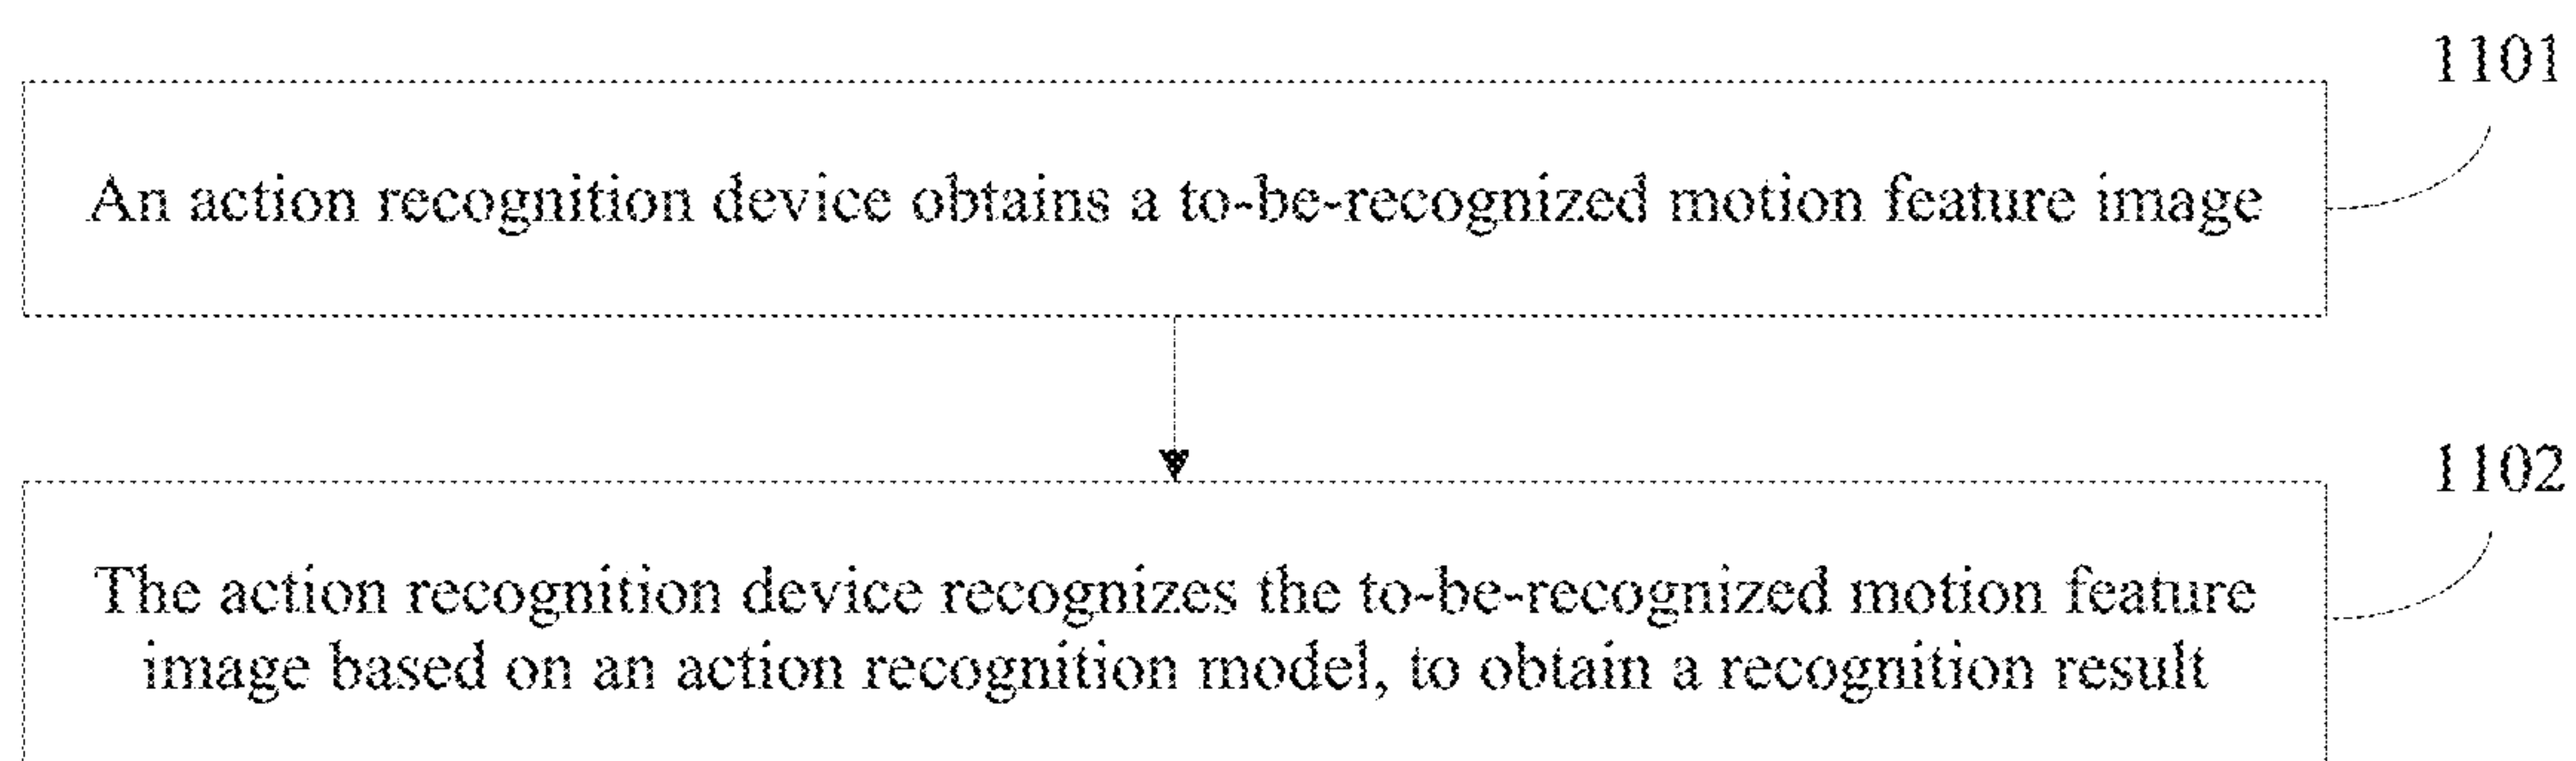 1101
An action recognition device obtains a to-be-recognized motion feature image
1102
The action recognition device recognizes the to-be-recognized motion feature
image based on an action recognition model, to obtain a recognition result